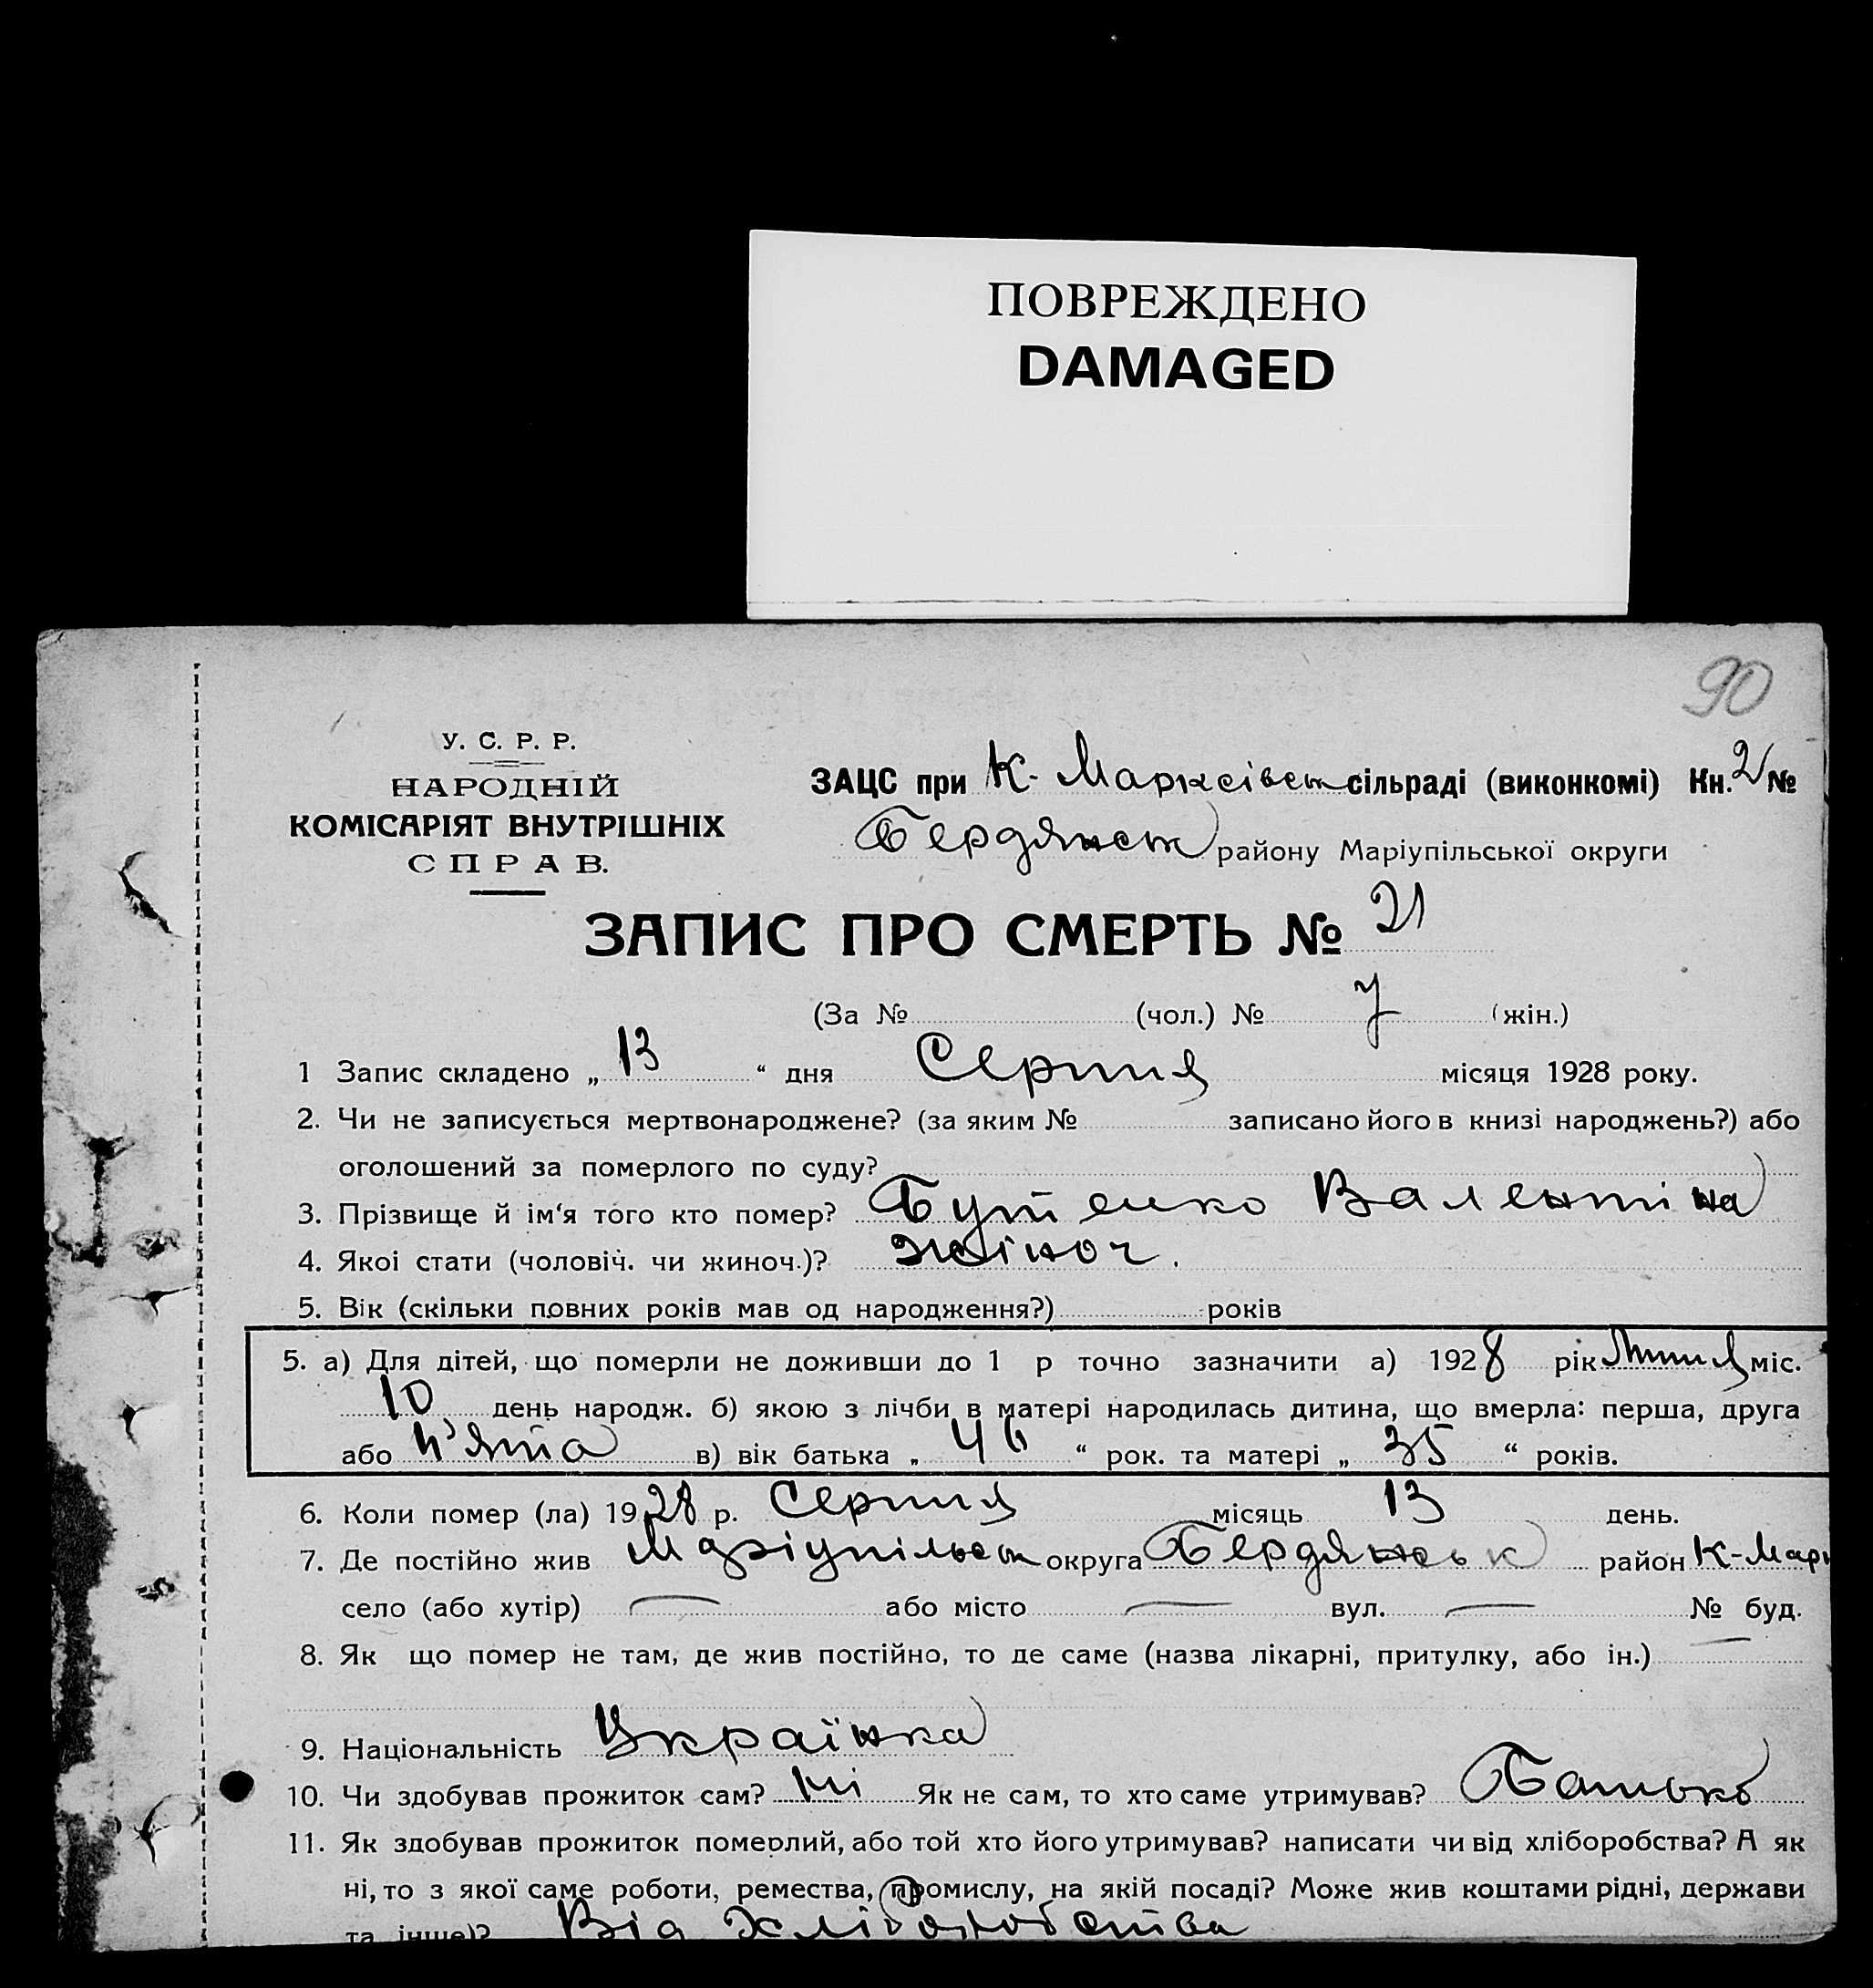 ПОВРЕЖДЕНО
DAMAGED
90
У. С. Р. Р.
НАРОДНІЙ
КОМІСАРІЯТ ВНУТРІШНІХ
СПРАВ.
ЗАЦС при К. Марксівськ сільраді (виконкомі) Кн. 2 №
Бердянськ району Маріупільської округи
ЗАПИС ПРО СМЕРТЬ № 21
(За № (чол.) № 7 (жін.)
1 Запис складено „ 13 “ дня Серпня місяця 1928 року.
2. Чи не записується мертвонароджене? (за яким № записано його в книзі народжень?) або
оголошений за померлого по суду?
3. Прізвище й ім‘я того кто помер? Бутенко Валентіна
4. Якоі стати (чоловіч. чи жиноч.)? жіноч.
5. Вік (скільки повних років мав од народження?) років
5. а) Для дітей, що померли не доживши до 1 р точно зазначити а) 1928 рік Липня міс.
10 день народж. б) якою з лічби в матері народилась дитина, що вмерла: перша, друга
або п'ята в) вік батька „ 46 “ рок. та матері „ 35 “ років.
6. Коли помер (ла) 1928 р. Серпня місяць 13 день.
7. Де постійно жив Маріупільськ округа Бердянськ район К-Марк
село (або хутір) — або місто — вул. — № буд.
8. Як що помер не там, де жив постійно, то де саме (назва лікарні, притулку, або ін.) —
9. Національність Українка
10. Чи здобував прожиток сам? ні Як не сам, то хто саме утримував? Батько
11. Як здобував прожиток померлий, або той хто його утримував? написати чи від хліборобства? А як
ні, то з якої саме роботи, ремества, промислу, на якій посаді? Може жив коштами рідні, держави
та інше)? Від хліборобства